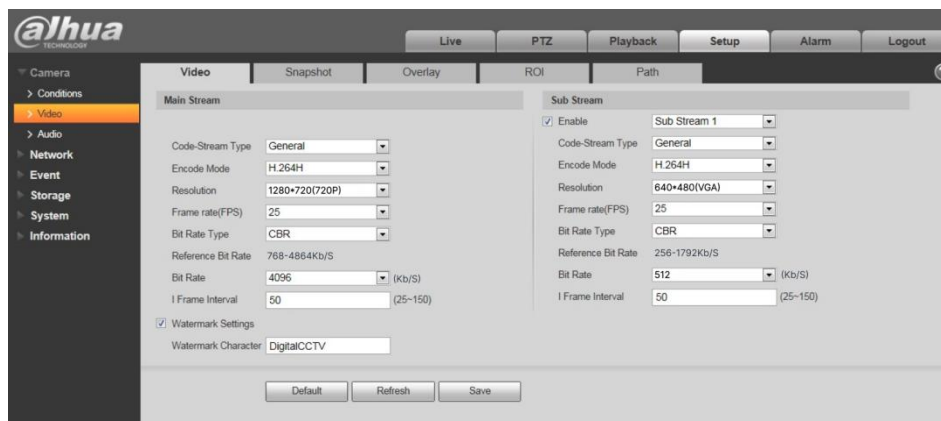 alhua
TECHNOLOGY
Live PTZ Playback Setup Alarm Logout
Camera
Conditions
Video
Audio
Network
Event
Storage
System
Information
Video Snapshot Overlay ROI Path
Main Stream
Code-Stream Type General
Encode Mode H.264H
Resolution 1280*720(720P)
Frame rate(FPS) 25
Bit Rate Type CBR
Reference Bit Rate 768-4864Kb/S
Bit Rate 4096 (Kb/S)
I Frame Interval 50 (25~150)
Watermark Settings
Watermark Character DigitalCCTV
Sub Stream
Enable Sub Stream 1
Code-Stream Type General
Encode Mode H.264H
Resolution 640*480(VGA)
Frame rate(FPS) 25
Bit Rate Type CBR
Reference Bit Rate 256-1792Kb/S
Bit Rate 512 (Kb/S)
I Frame Interval 50 (25~150)
Default Refresh Save